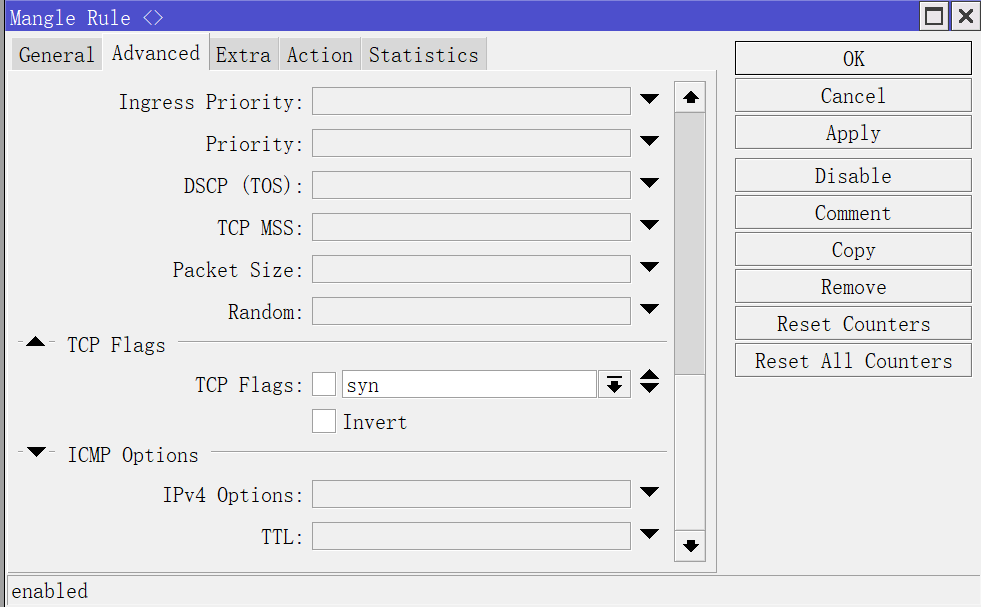 Mangle Rule <>
General Advanced Extra Action Statistics
Ingress Priority:
Priority:
DSCP (TOS):
TCP MSS:
Packet Size:
Random:
TCP Flags
TCP Flags: syn
Invert
ICMP Options
IPv4 Options:
TTL:
OK
Cancel
Apply
Disable
Comment
Copy
Remove
Reset Counters
Reset All Counters
enabled